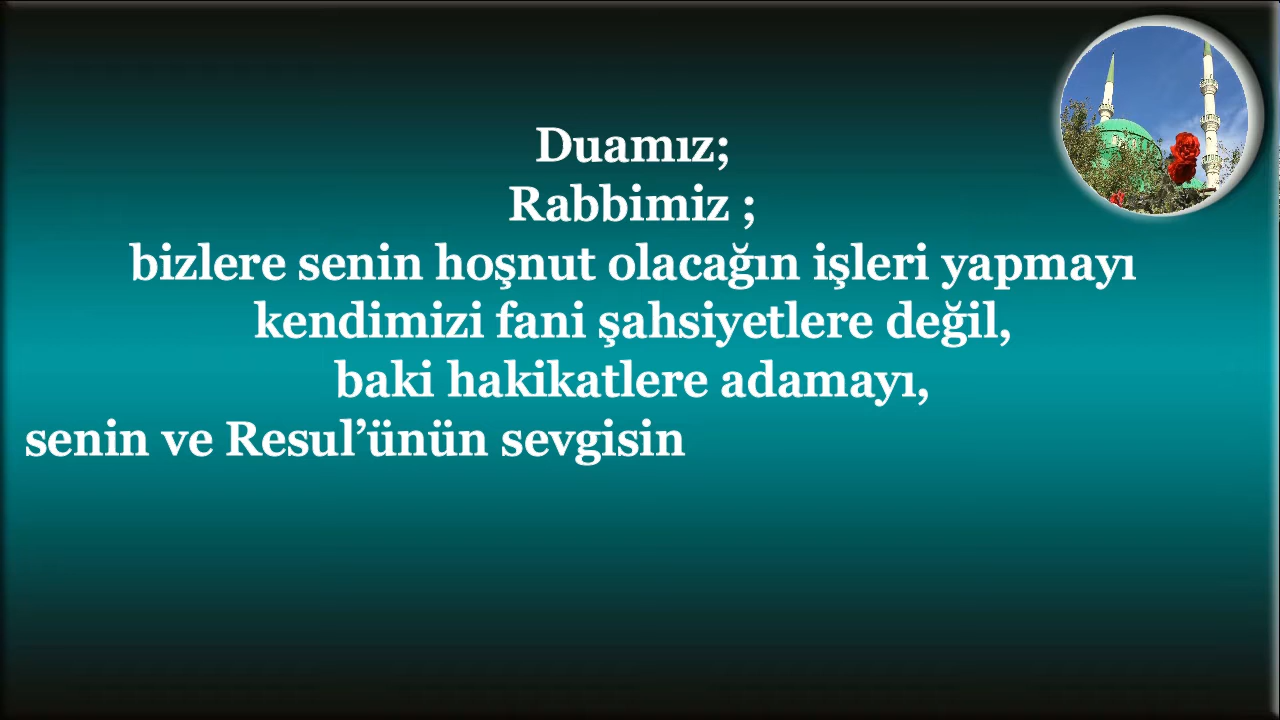 Duamız;
Rabbimiz ;
bizlere senin hoşnut olacağın işleri yapmayı
kendimizi fani şahsiyetlere değil,
baki hakikatlere adamayı,
senin ve Resul’ünün sevgisin